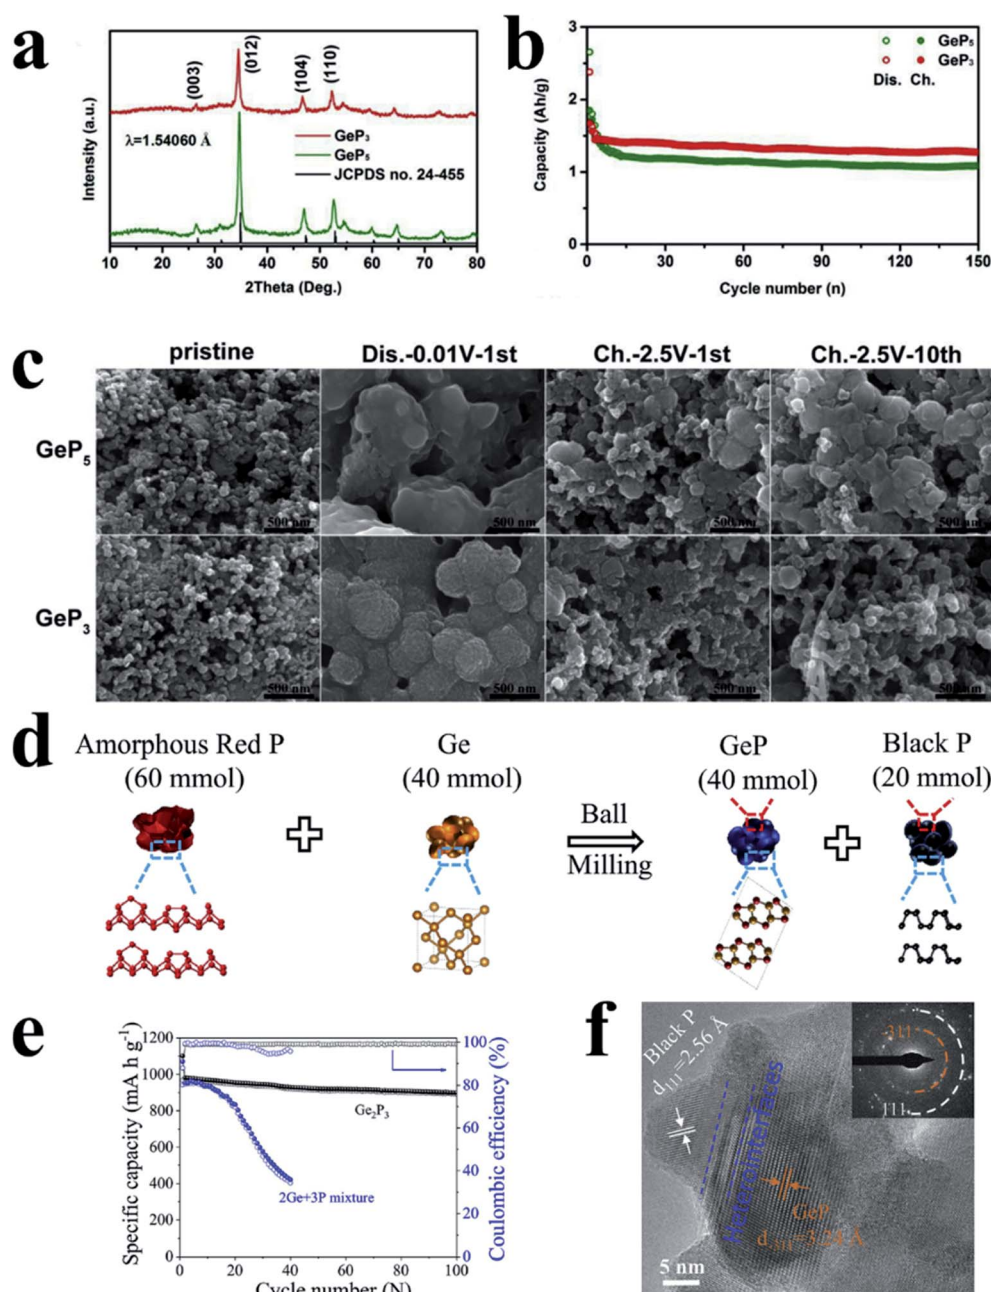 a
Intensity (a.u.)
(003)
(012)
(104)
(110)
λ=1.54060 Å
GeP₃
GeP₅
JCPDS no. 24-455
10 20 30 40 50 60 70 80
2Theta (Deg.)
b
Capacity (Ah/g)
3
2
1
0
GeP₅
GeP₃
Dis. Ch.
0 30 60 90 120 150
Cycle number (n)
c
pristine Dis.-0.01V-1st Ch.-2.5V-1st Ch.-2.5V-10th
GeP₅
500 nm 500 nm 500 nm 500 nm
GeP₃
500 nm 500 nm 500 nm 500 nm
d
Amorphous Red P
(60 mmol)
Ge
(40 mmol)
Ball
Milling
GeP
(40 mmol)
Black P
(20 mmol)
e
Specific capacity (mA h g⁻¹)
1200
1000
800
600
400
200
0
Ge₂P₃
2Ge+3P mixture
Coulombic efficiency (%)
100
80
60
40
20
0
0 20 40 60 80 100
Cycle number (N)
f
Black P
d₁₁₁=2.56 Å
Heterointerfaces
GeP
d₋₃₁₁=3.24 Å
-311
111
5 nm